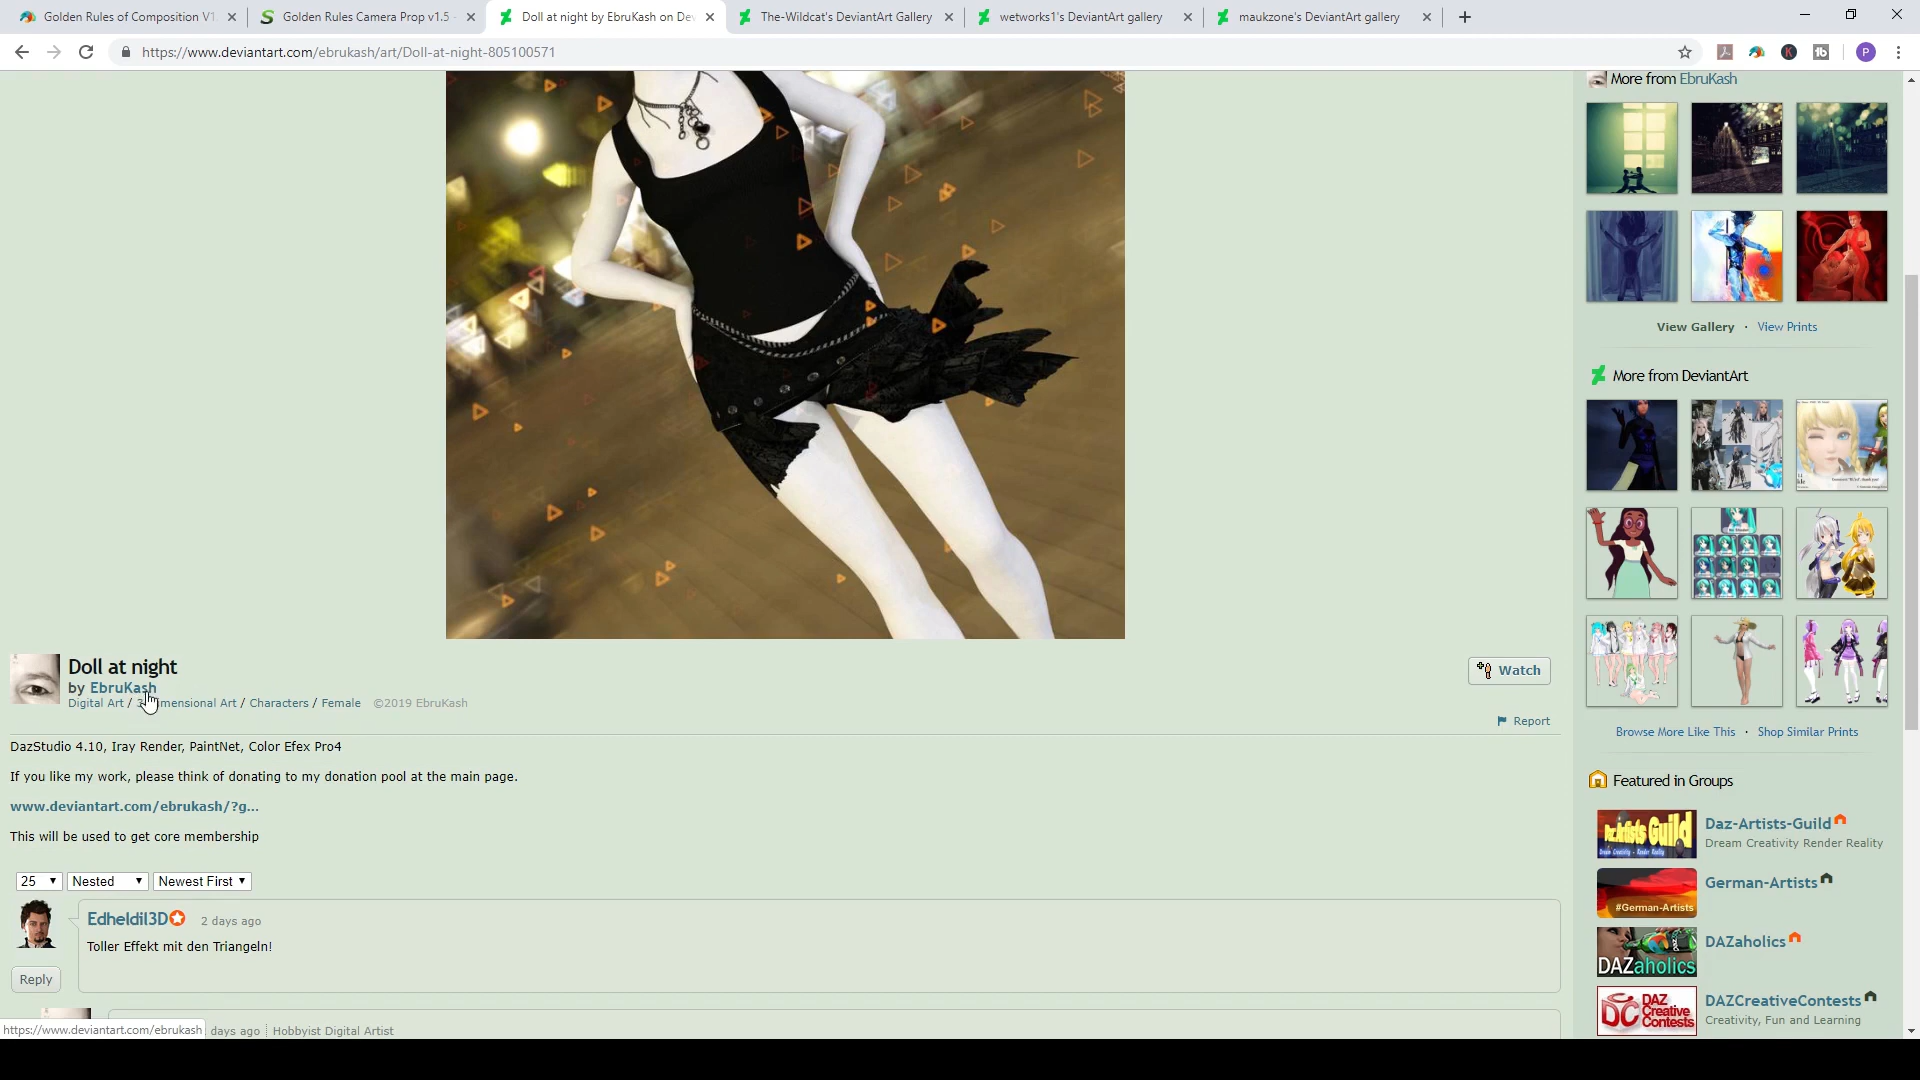 Golden Rules of Composition V1.
Golden Rules Camera Prop v1.5
Doll at night by EbruKash on Dev
The-Wildcat's DeviantArt Gallery
wetworks1's DeviantArt gallery
maukzone's DeviantArt gallery
https://www.deviantart.com/ebrukash/art/Doll-at-night-805100571
P
More from EbruKash
View Gallery · View Prints
More from DeviantArt
Browse More Like This · Shop Similar Prints
Featured in Groups
Daz-Artists-Guild
Dream Creativity Render Reality
German-Artists
#German-Artists
DAZaholics
DAZaholics
DAZCreativeContests
Creativity, Fun and Learning
DAZ
Creative
Contests
Doll at night
by EbruKash
Digital Art / Characters / Female ©2019 EbruKash
Watch
Report
DazStudio 4.10, Iray Render, PaintNet, Color Efex Pro4
If you like my work, please think of donating to my donation pool at the main page.
www.deviantart.com/ebrukash/?g...
This will be used to get core membership
25 Nested Newest First
Edheldil3D 2 days ago
Toller Effekt mit den Triangeln!
Reply
https://www.deviantart.com/ebrukash days ago Hobbyist Digital Artist